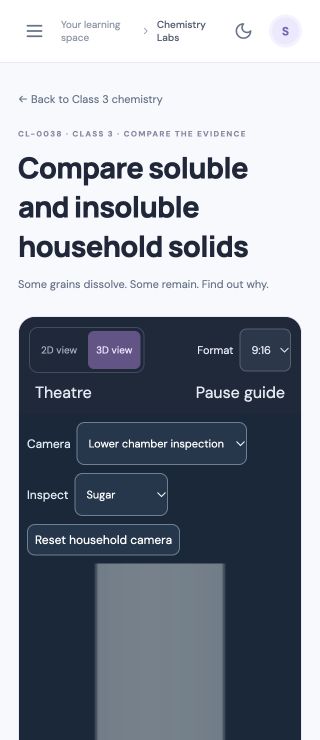 Your learning space
Chemistry Labs
S
← Back to Class 3 chemistry
CL-0038 · CLASS 3 · COMPARE THE EVIDENCE
Compare soluble
and insoluble
household solids
Some grains dissolve. Some remain. Find out why.
2D view
3D view
Format
9:16
Theatre
Pause guide
Camera
Lower chamber inspection
Inspect
Sugar
Reset household camera